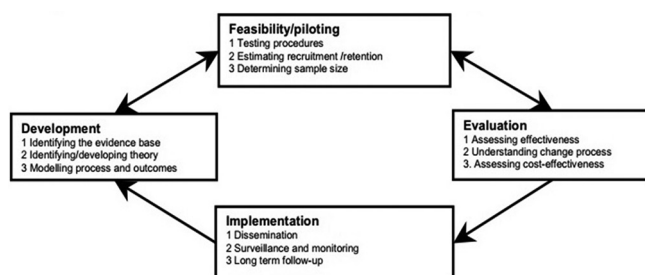 Feasibility/piloting
1 Testing procedures
2 Estimating recruitment /retention
3 Determining sample size
Development
1 Identifying the evidence base
2 Identifying/developing theory
3 Modelling process and outcomes
Evaluation
1 Assessing effectiveness
2 Understanding change process
3. Assessing cost-effectiveness
Implementation
1 Dissemination
2 Surveillance and monitoring
3 Long term follow-up